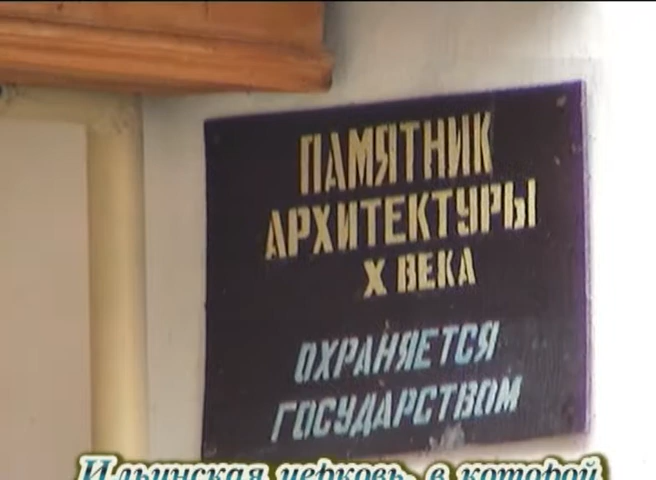 ПАМЯТНИК
АРХИТЕКТУРЫ
X ВЕКА
ОХРАНЯЕТСЯ
ГОСУДАРСТВОМ
Ильинская церковь, в которой